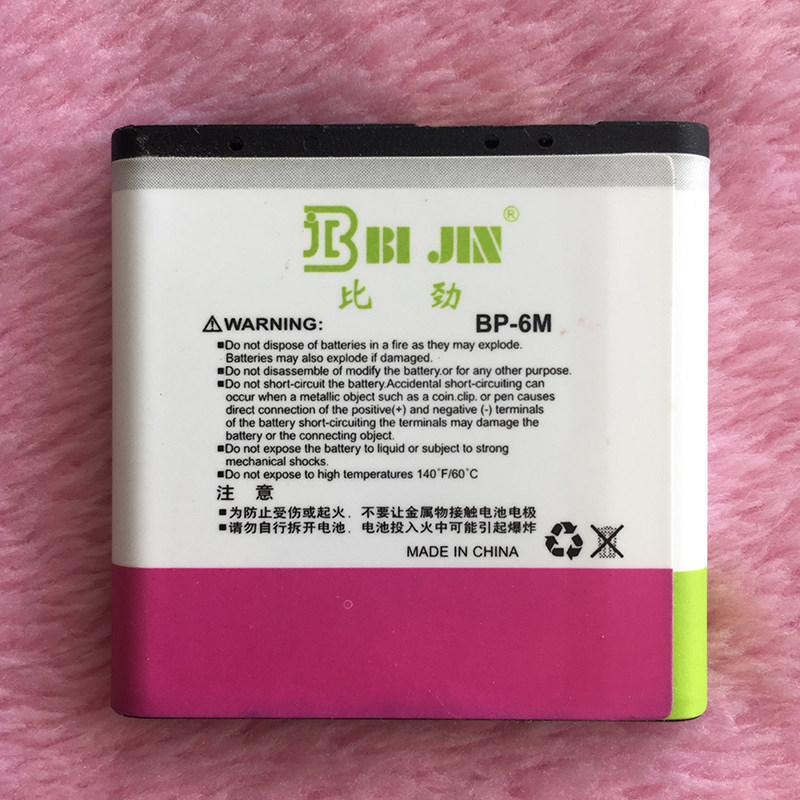 JB BI JIN®
比 劲
⚠WARNING: BP-6M
■Do not dispose of batteries in a fire as they may explode.
Batteries may also explode if damaged.
■Do not disassemble of modify the battery.or for any other purpose.
■Do not short-circuit the battery.Accidental short-circuiting can
occur when a metallic object such as a coin.clip. or pen causes
direct connection of the positive(+) and negative (-) terminals
of the battery short-circuiting the terminals may damage the
battery or the connecting object.
■Do not expose the battery to liquid or subject to strong
mechanical shocks.
■Do not expose to high temperatures 140°F/60°C
注 意
■为防止受伤或起火，不要让金属物接触电池电极
■请勿自行拆开电池，电池投入火中可能引起爆炸
MADE IN CHINA